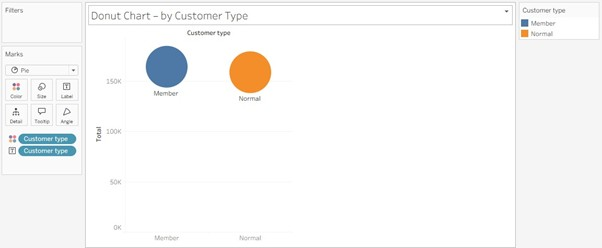 Filters
Marks
Pie
Color Size Label
Detail Tooltip Angle
Customer type
Customer type
Donut Chart – by Customer Type
Customer type
Total
150K
100K
50K
0K
Member
Normal
Member Normal
Customer type
Member
Normal